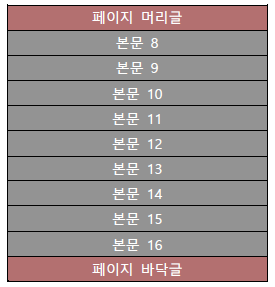 페이지 머리글
본문 8
본문 9
본문 10
본문 11
본문 12
본문 13
본문 14
본문 15
본문 16
페이지 바닥글